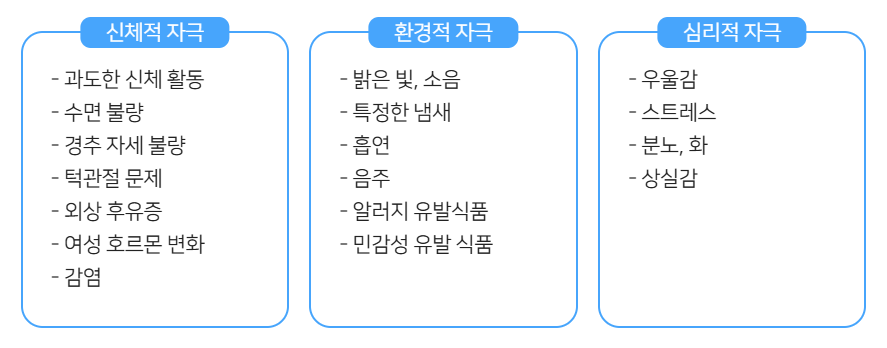 신체적 자극
- 과도한 신체 활동
- 수면 불량
- 경추 자세 불량
- 턱관절 문제
- 외상 후유증
- 여성 호르몬 변화
- 감염
환경적 자극
- 밝은 빛, 소음
- 특정한 냄새
- 흡연
- 음주
- 알러지 유발식품
- 민감성 유발 식품
심리적 자극
- 우울감
- 스트레스
- 분노, 화
- 상실감